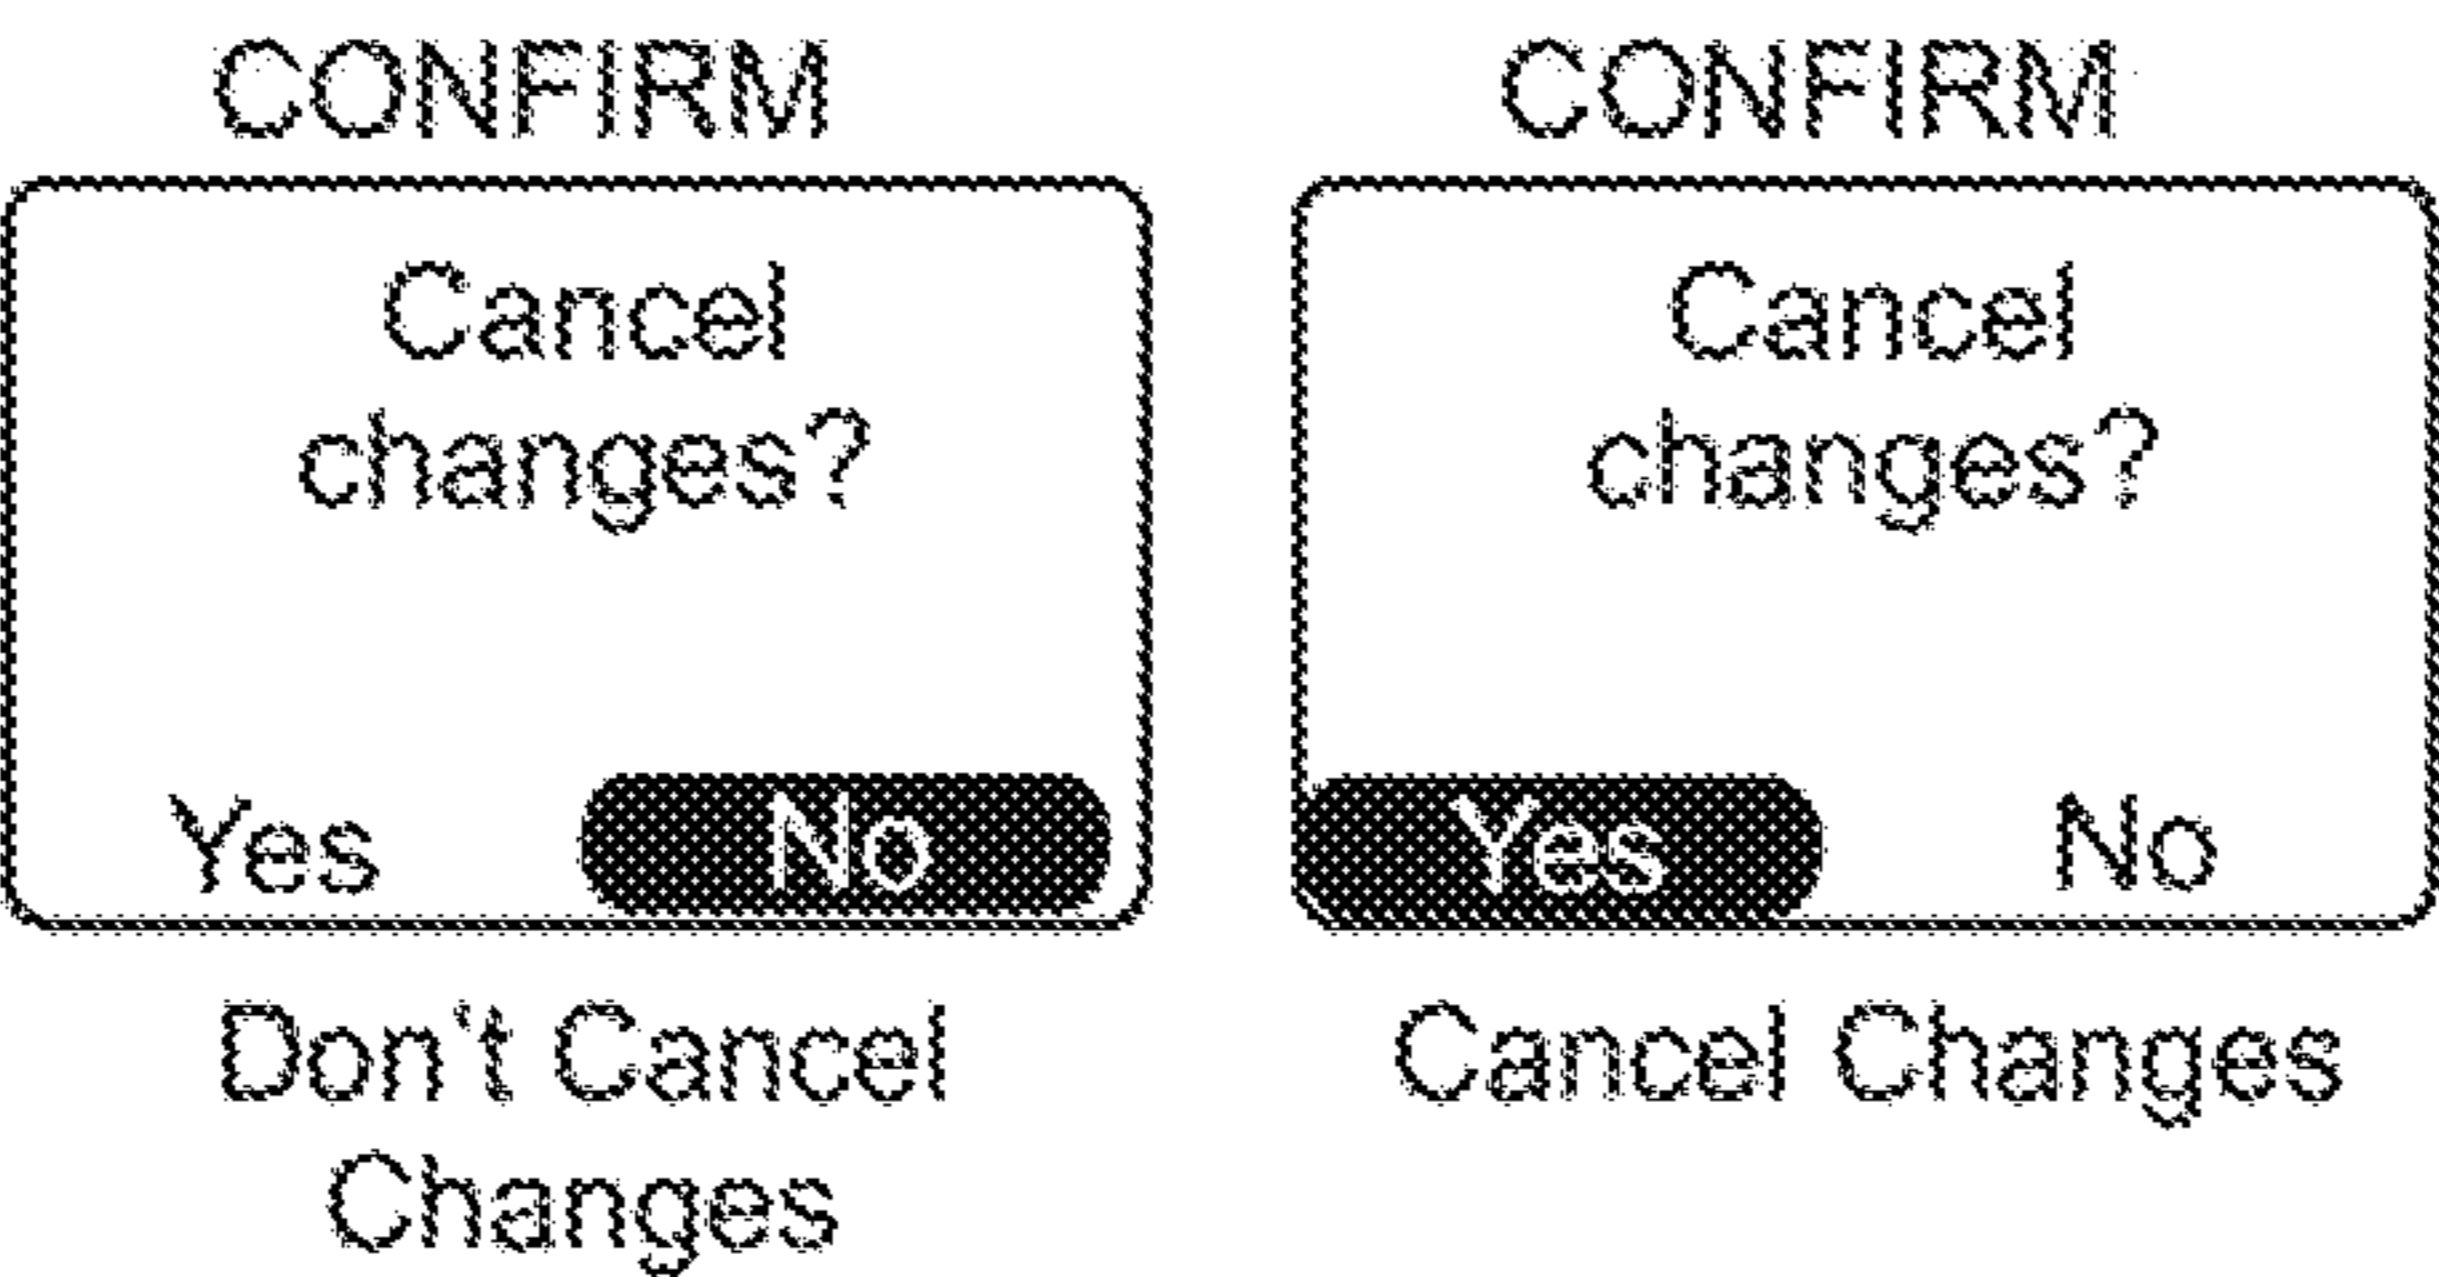 CONFIRM
Cancel
changes?
Yes No
Don't Cancel
Changes
CONFIRM
Cancel
changes?
Yes No
Cancel Changes